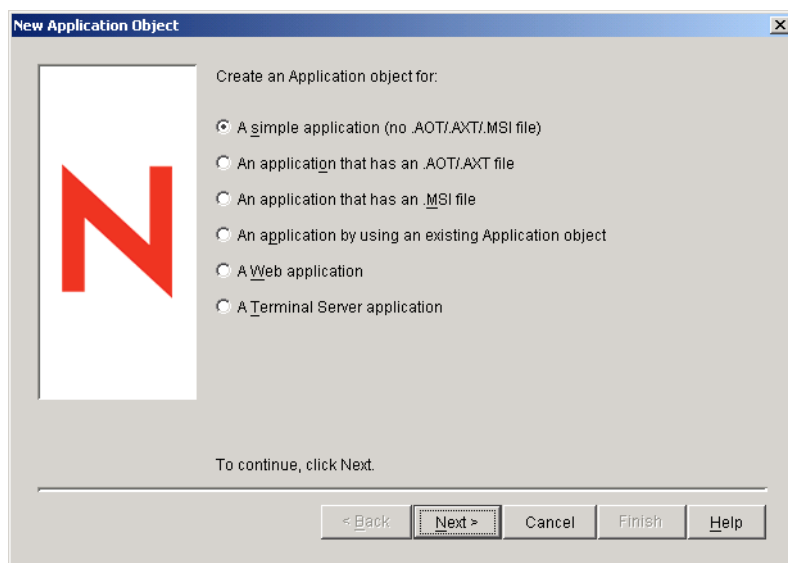 New Application Object
Create an Application object for:
A simple application (no .AOT/.AXT/.MSI file)
An application that has an .AOT/.AXT file
An application that has an .MSI file
An application by using an existing Application object
A Web application
A Terminal Server application
To continue, click Next.
< Back Next > Cancel Finish Help